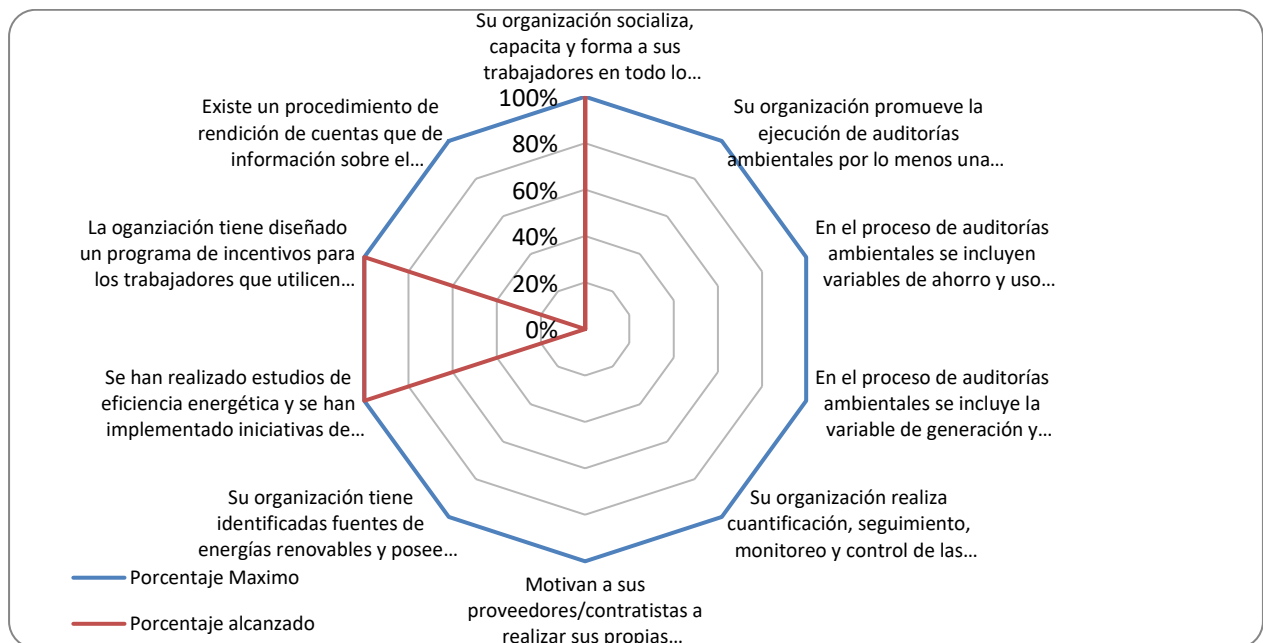 Su organización socializa,
capacita y forma a sus
trabajadores en todo lo...
Su organización promueve la
ejecución de auditorías
ambientales por lo menos una...
En el proceso de auditorías
ambientales se incluyen
variables de ahorro y uso...
En el proceso de auditorías
ambientales se incluye la
variable de generación y...
Su organización realiza
cuantificación, seguimiento,
monitoreo y control de las...
Motivan a sus
proveedores/contratistas a
realizar sus propias...
Su organización tiene
identificadas fuentes de
energías renovables y posee...
Se han realizado estudios de
eficiencia energética y se han
implementado iniciativas de...
La oganziación tiene diseñado
un programa de incentivos para
los trabajadores que utilicen...
Existe un procedimiento de
rendición de cuentas que de
información sobre el...
100%
80%
60%
40%
20%
0%
Porcentaje Maximo
Porcentaje alcanzado